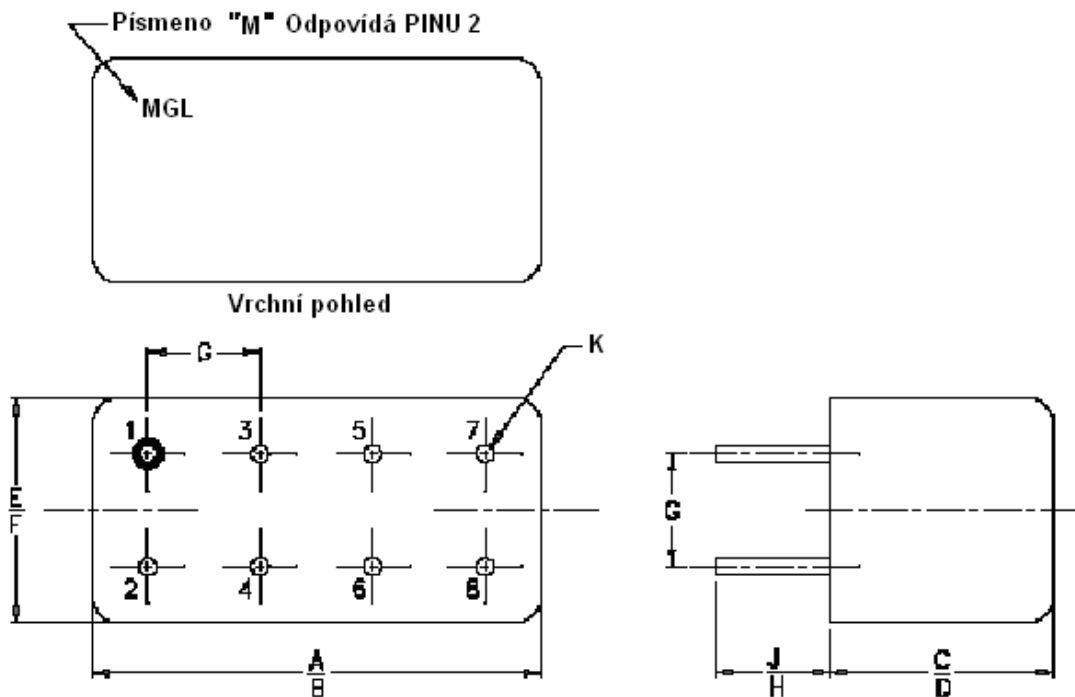 Písmeno "M" Odpovídá PINU 2
MGL
Vrchní pohled
G
K
1 3 5 7
E
F
G
2 4 6 8
A
B
J
H
C
D